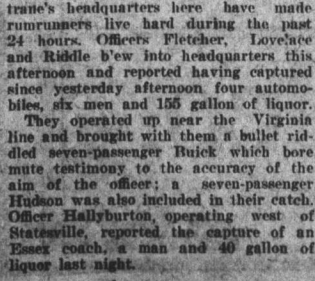 trane's headquarters here have made
rumrunners live hard during the past
24 hours. Officers Fletcher, Lovelace
and Riddle b'ew into headquarters this
afternoon and reported having captured
since yesterday afternoon four automo-
biles, six men and 155 gallon of liquor.
They operated up near the Virginia
line and brought with them a bullet rid-
dled seven-passenger Buick which bore
mute testimony to the accuracy of the
aim of the officer; a seven-passenger
Hudson was also included in their catch.
Officer Hallyburton, operating west of
Statesville, reported the capture of an
Essex coach, a man and 40 gallon of
liquor last night.